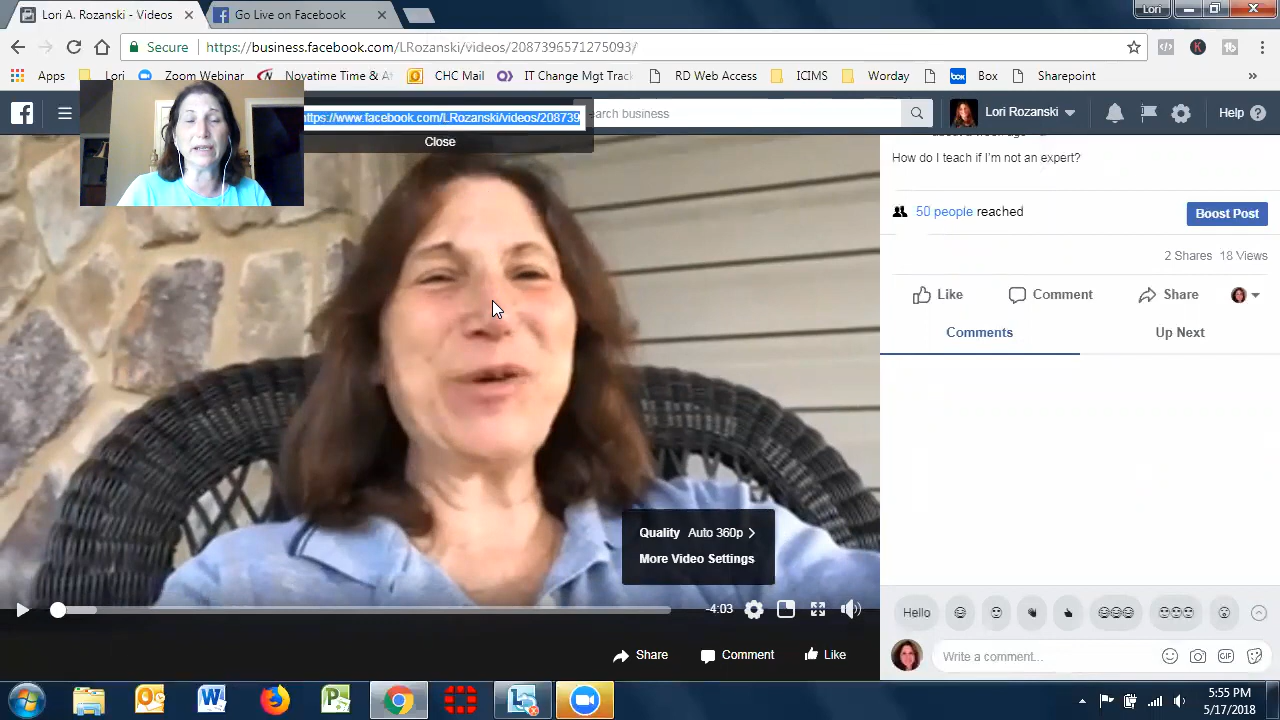 Lori A. Rozanski - Videos
Go Live on Facebook
Lori
Secure
https://business.facebook.com/LRozanski/videos/2087396571275093/
Apps
Lori
Zoom Webinar
Novatime Time & A
CHC Mail
IT Change Mgt Track
RD Web Access
ICIMS
Worday
Box
Sharepoint
https://www.facebook.com/LRozanski/videos/208739
Close
search business
Lori Rozanski
Help
How do I teach if I'm not an expert?
50 people reached
Boost Post
2 Shares 18 Views
Like
Comment
Share
Comments
Up Next
Quality Auto 360p
More Video Settings
-4:03
Share
Comment
Like
Hello
Write a comment...
GIF
5:55 PM
5/17/2018